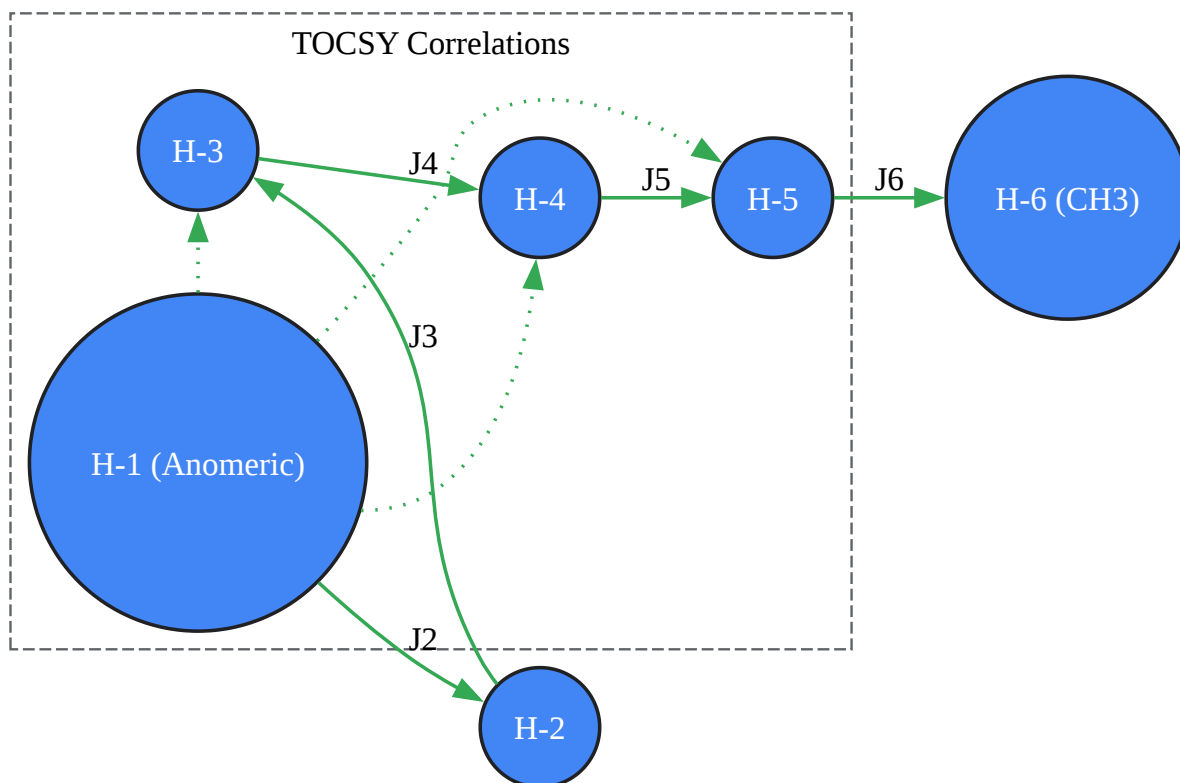 TOCSY Correlations
H-3
J4
H-4
J5
H-5
J6
H-6 (CH3)
J3
H-1 (Anomeric)
J2
H-2